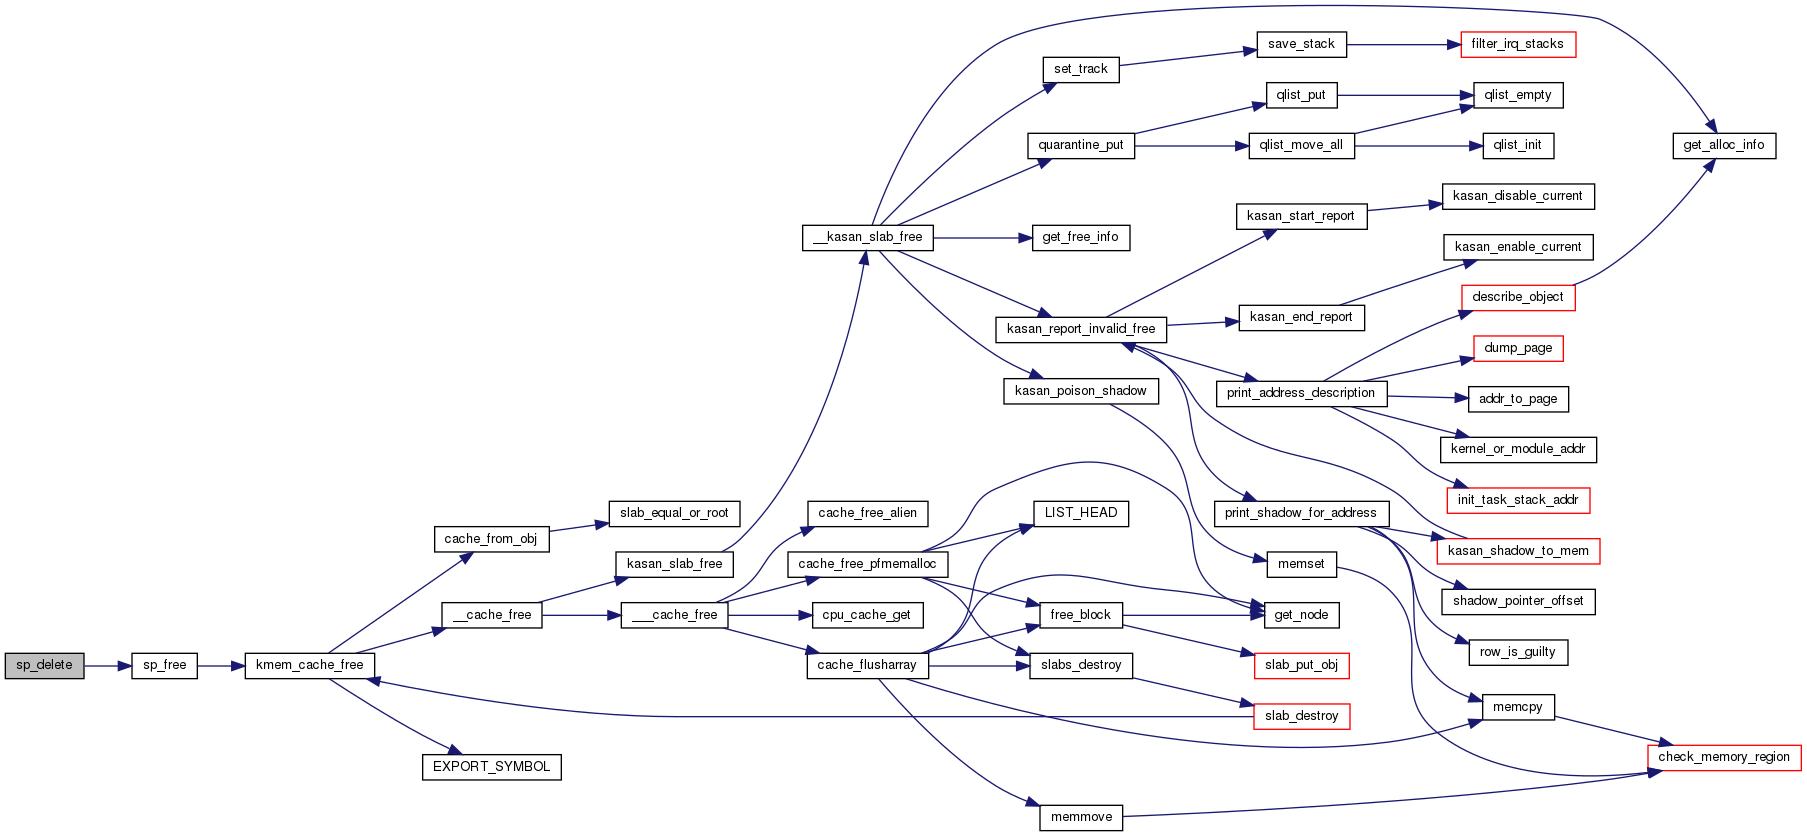 sp_delete
sp_free
kmem_cache_free
cache_from_obj
__cache_free
EXPORT_SYMBOL
slab_equal_or_root
kasan_slab_free
___cache_free
__kasan_slab_free
cache_free_alien
cache_free_pfmemalloc
cpu_cache_get
cache_flusharray
set_track
quarantine_put
get_free_info
kasan_report_invalid_free
kasan_poison_shadow
LIST_HEAD
free_block
slabs_destroy
memmove
save_stack
qlist_put
qlist_move_all
kasan_start_report
kasan_end_report
print_address_description
print_shadow_for_address
memset
get_node
slab_put_obj
slab_destroy
filter_irq_stacks
qlist_empty
qlist_init
kasan_disable_current
kasan_enable_current
describe_object
dump_page
addr_to_page
kernel_or_module_addr
init_task_stack_addr
kasan_shadow_to_mem
shadow_pointer_offset
row_is_guilty
memcpy
get_alloc_info
check_memory_region